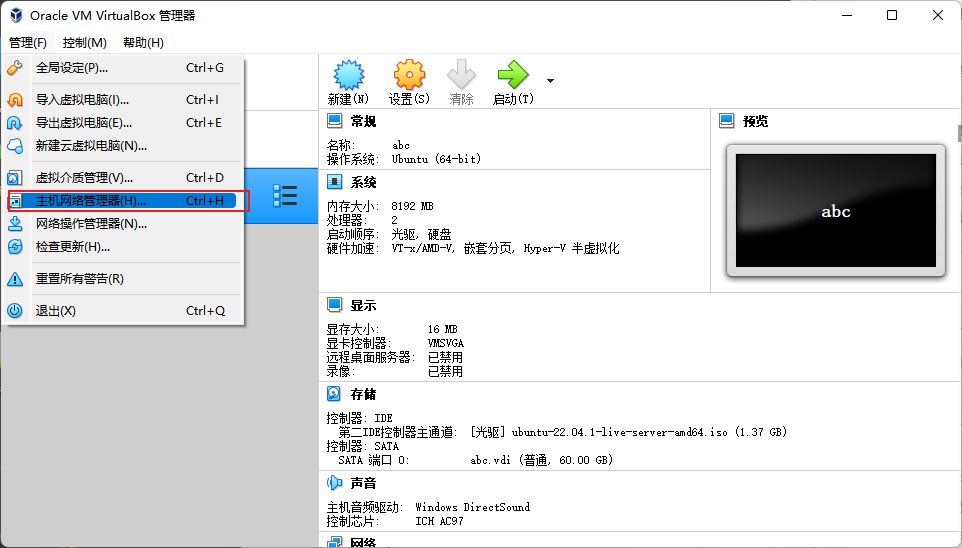 Oracle VM VirtualBox 管理器
管理(F) 控制(M) 帮助(H)
全局设定(P)... Ctrl+G
导入虚拟电脑(I)... Ctrl+I
导出虚拟电脑(E)... Ctrl+E
新建云虚拟电脑(N)...
虚拟介质管理(V)... Ctrl+D
主机网络管理器(H)... Ctrl+H
网络操作管理器(N)...
检查更新(H)...
重置所有警告(R)
退出(X) Ctrl+Q
新建(N) 设置(S) 清除 启动(T)
常规
名称: abc
操作系统: Ubuntu (64-bit)
系统
内存大小: 8192 MB
处理器: 2
启动顺序: 光驱, 硬盘
硬件加速: VT-x/AMD-V, 嵌套分页, Hyper-V 半虚拟化
预览
abc
显示
显存大小: 16 MB
显卡控制器: VMSVGA
远程桌面服务器: 已禁用
录像: 已禁用
存储
控制器: IDE
第二IDE控制器主通道: [光驱] ubuntu-22.04.1-live-server-amd64.iso (1.37 GB)
控制器: SATA
SATA 端口 0: abc.vdi (普通, 60.00 GB)
声音
主机音频驱动: Windows DirectSound
控制芯片: ICH AC97
网络